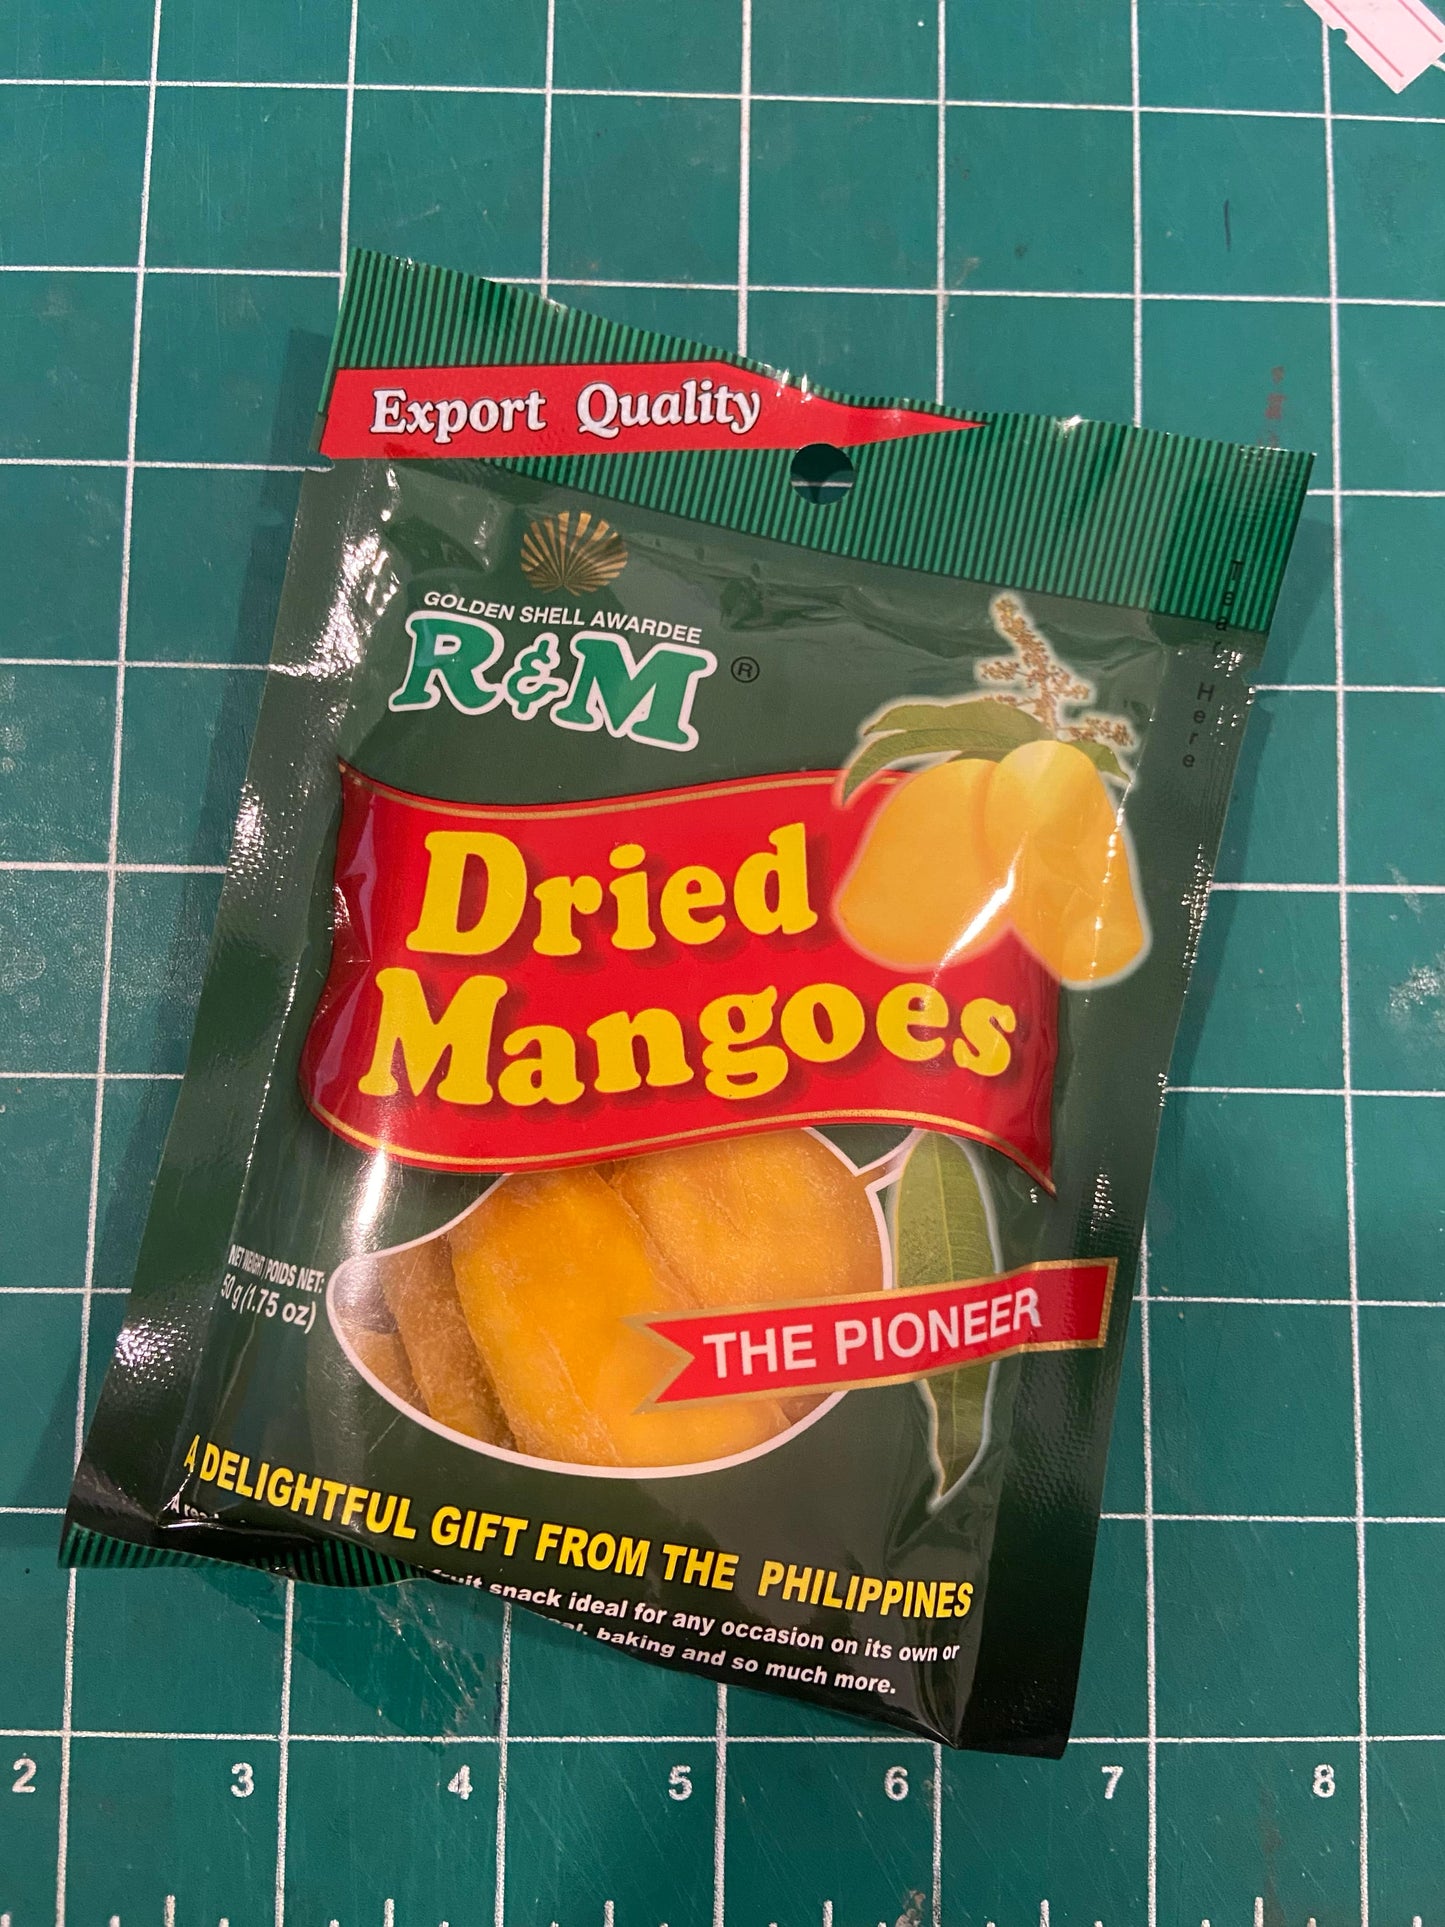 Export Quality
GOLDEN SHELL AWARDEE
R&M ®
Tear Here
Dried
Mangoes
NET WEIGHT / POIDS NET:
50 g (1.75 oz)
THE PIONEER
A DELIGHTFUL GIFT FROM THE PHILIPPINES
A fruit snack ideal for any occasion on its own or
baking and so much more.
2 3 4 5 6 7 8